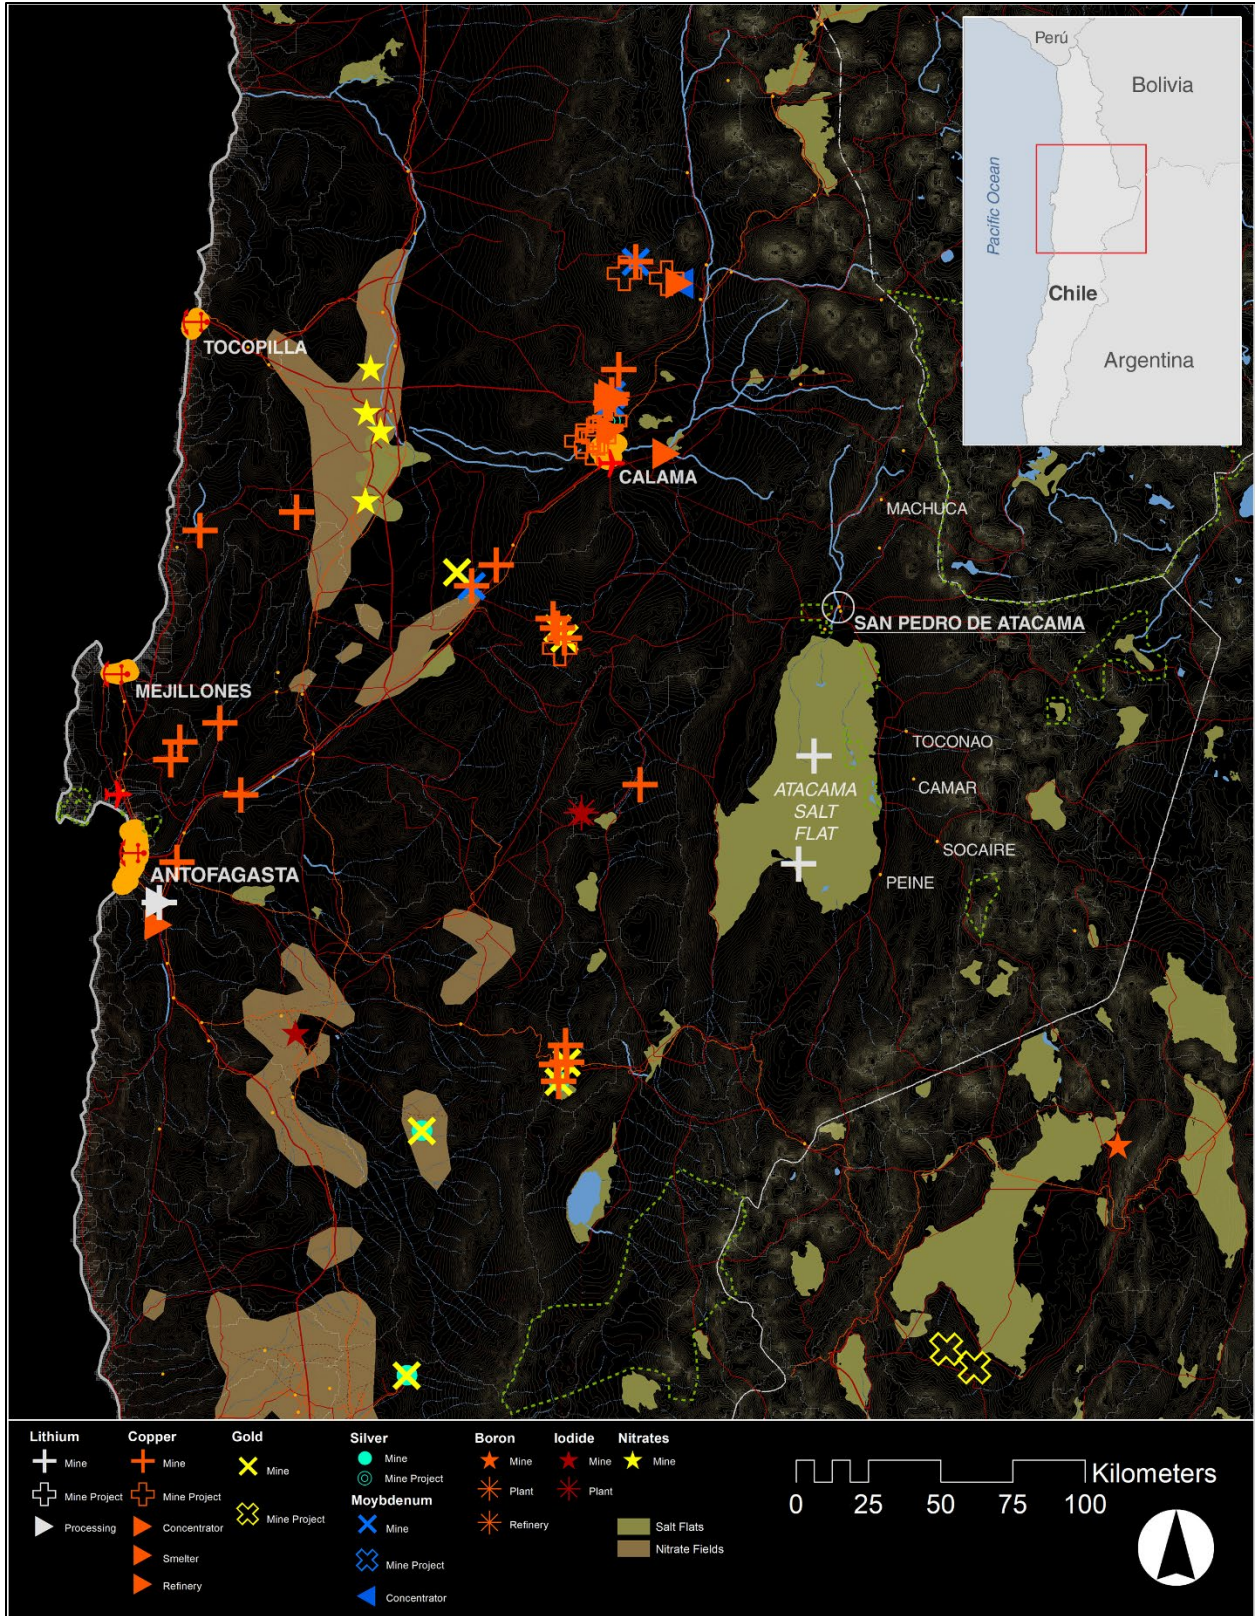 Perú
Bolivia
Pacific Ocean
Chile
Argentina
TOCOPILLA
CALAMA
MACHUCA
SAN PEDRO DE ATACAMA
MEJILLONES
TOCONAO
ATACAMA
SALT
FLAT
CAMAR
SOCAIRE
ANTOFAGASTA
PEINE
Lithium
Mine
Mine Project
Processing
Copper
Mine
Mine Project
Concentrator
Smelter
Refinery
Gold
Mine
Mine Project
Silver
Mine
Mine Project
Moybdenum
Mine
Mine Project
Concentrator
Boron
Mine
Plant
Refinery
Iodide
Mine
Plant
Nitrates
Mine
Salt Flats
Nitrate Fields
Kilometers
0 25 50 75 100